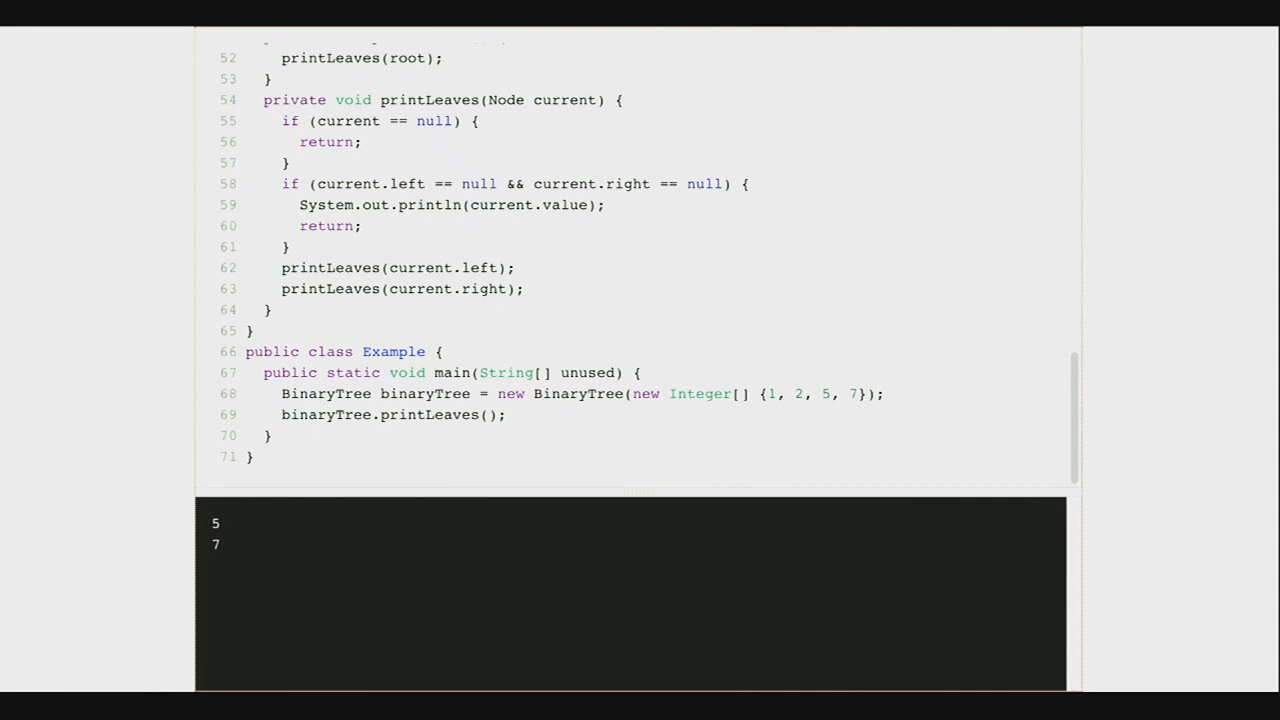 52 printLeaves(root);
53 }
54 private void printLeaves(Node current) {
55 if (current == null) {
56 return;
57 }
58 if (current.left == null && current.right == null) {
59 System.out.println(current.value);
60 return;
61 }
62 printLeaves(current.left);
63 printLeaves(current.right);
64 }
65 }
66 public class Example {
67 public static void main(String[] unused) {
68 BinaryTree binaryTree = new BinaryTree(new Integer[] {1, 2, 5, 7});
69 binaryTree.printLeaves();
70 }
71 }
5
7